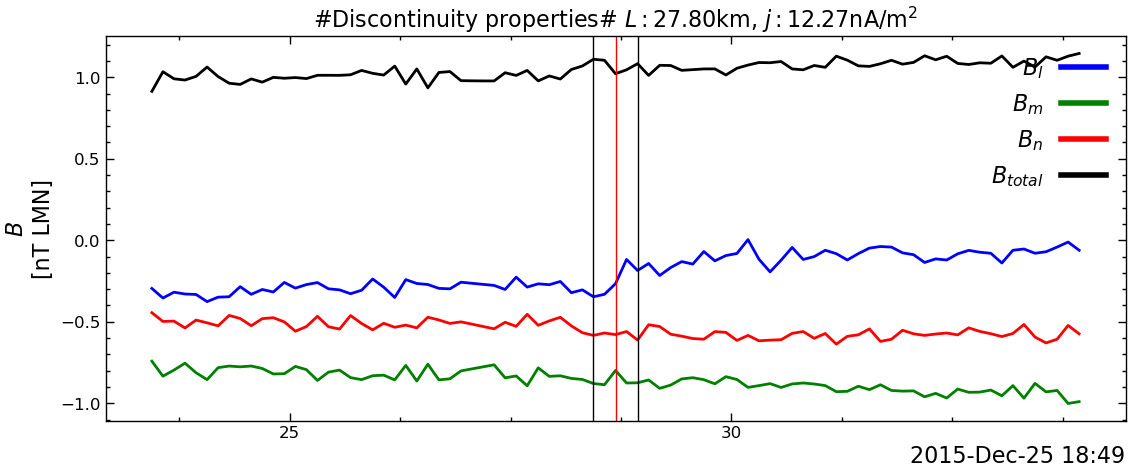 #Discontinuity properties# L : 27.80km, j : 12.27nA/m²
B
[nT LMN]
1.0
0.5
0.0
−0.5
−1.0
B_l
B_m
B_n
B_total
25
30
2015-Dec-25 18:49